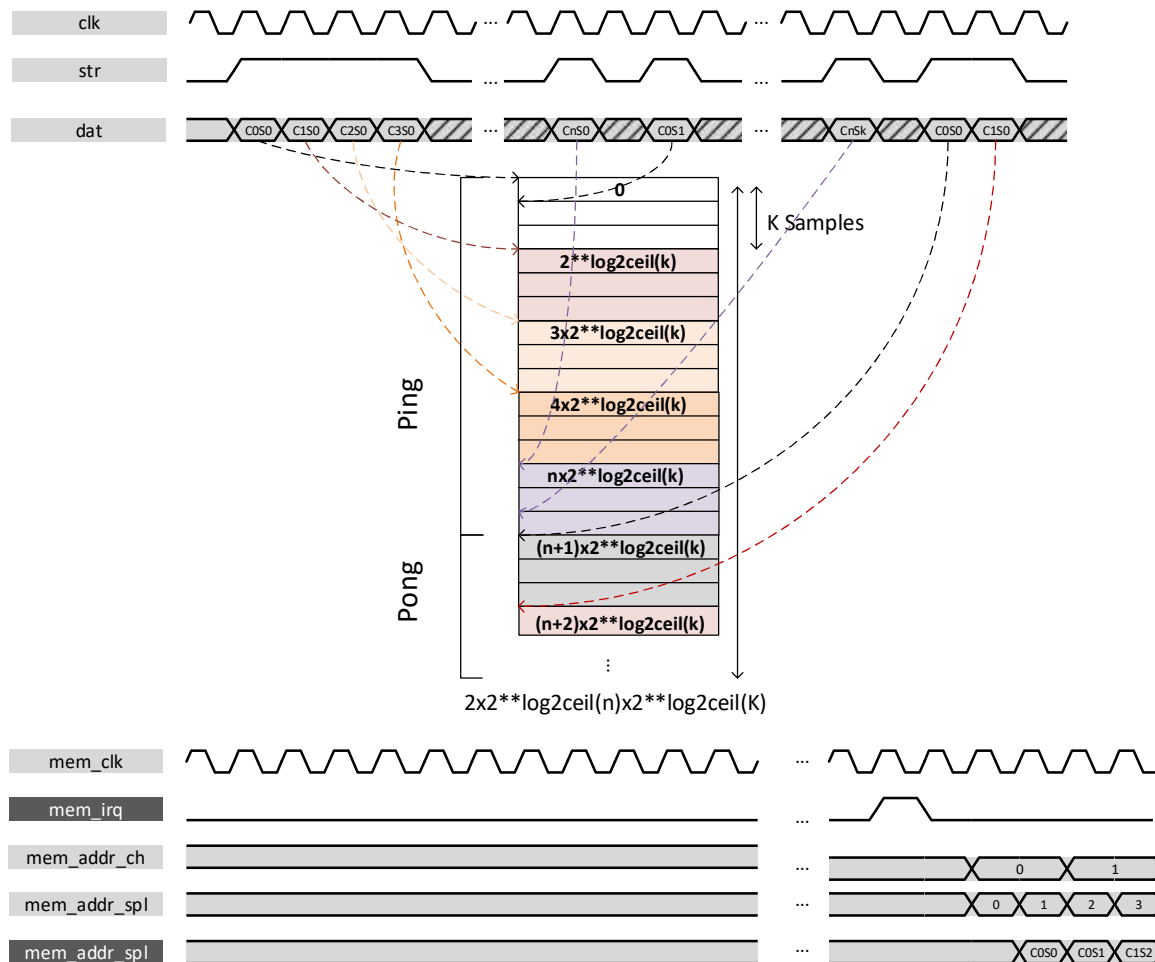 clk ... ...
str ... ...
dat C0S0 C1S0 C2S0 C3S0 ... CnS0 C0S1 ... CnSk C0S0 C1S0
0
K Samples
2**log2ceil(k)
3x2**log2ceil(k)
Ping
4x2**log2ceil(k)
nx2**log2ceil(k)
(n+1)x2**log2ceil(k)
Pong
(n+2)x2**log2ceil(k)
...
2x2**log2ceil(n)x2**log2ceil(K)
mem_clk ...
mem_irq ...
mem_addr_ch ... 0 1
mem_addr_spl ... 0 1 2 3
mem_addr_spl ... C0S0 C0S1 C1S2